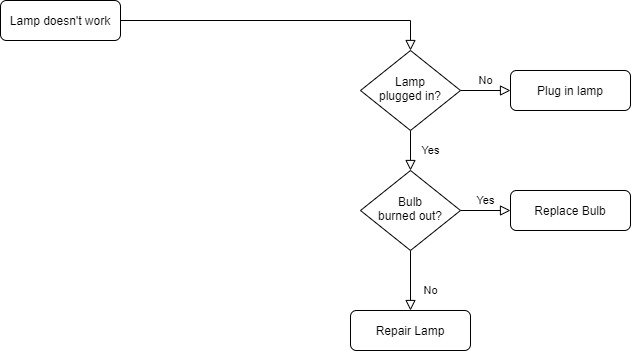 Lamp doesn't work
Lamp
plugged in?
No
Plug in lamp
Yes
Bulb
burned out?
Yes
Replace Bulb
No
Repair Lamp